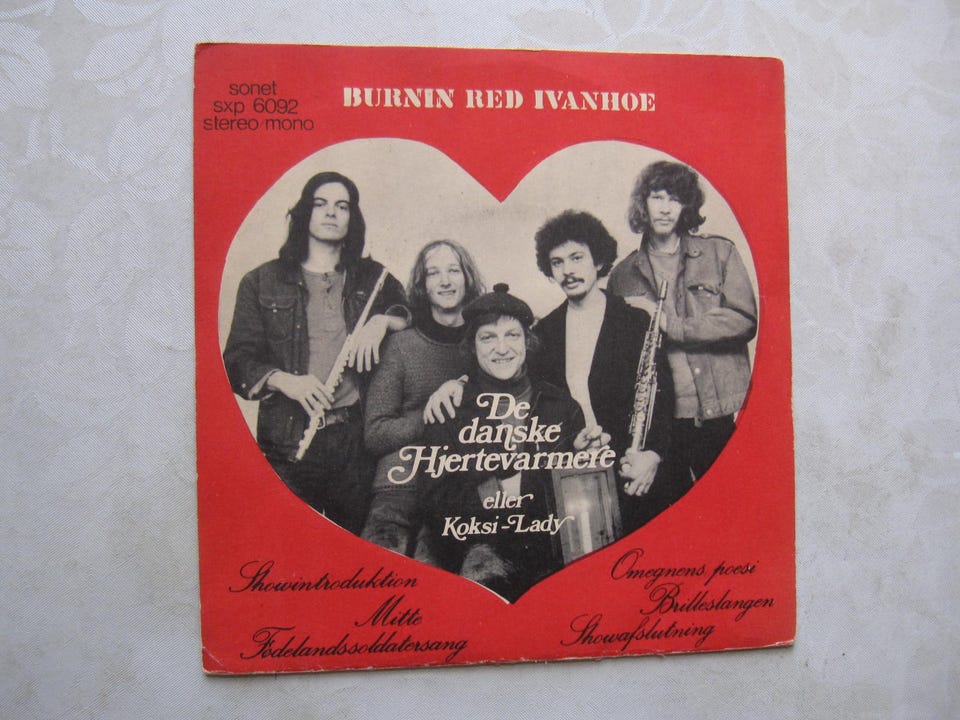 sonet
sxp 6092
stereo/mono
BURNIN RED IVANHOE
De
danske
Hjertevarmere
eller
Koksi-Lady
Showintroduktion
Mitte
Fødelandssoldatersang
Omegnens poesi
Brilleslangen
Showafslutning